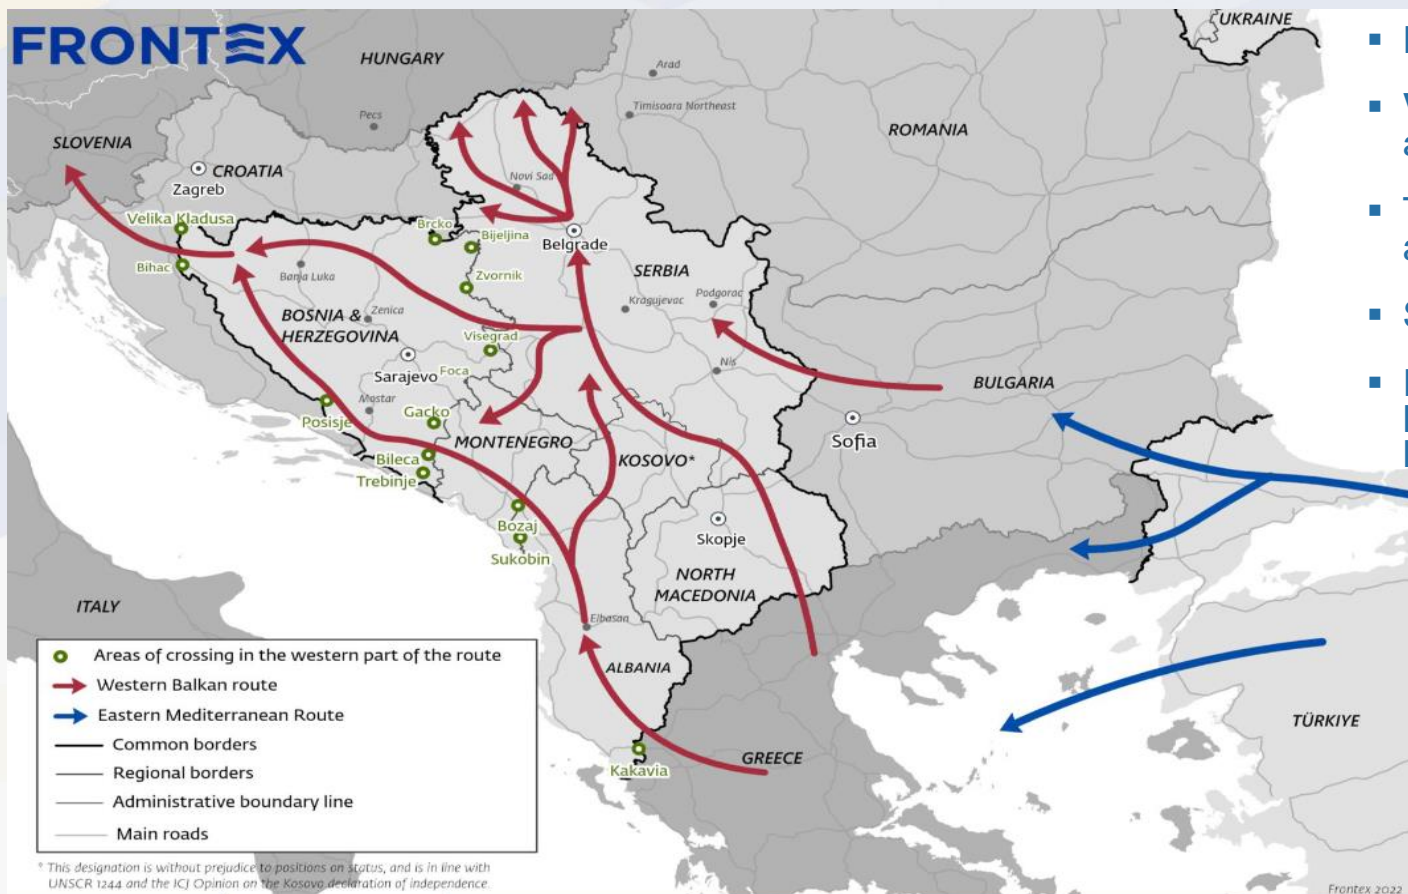 FRONTEX
UKRAINE
HUNGARY
Arad
Timisoara Northeast
Pecs
ROMANIA
SLOVENIA
CROATIA
Zagreb
Novi Sad
Velika Kladusa
Brcko
Bijeljina
Belgrade
Bihac
Banja Luka
Zvornik
SERBIA
Podgorac
Kragujevac
BOSNIA &
HERZEGOVINA
Zenica
Visegrad
Sarajevo
Foca
Nis
BULGARIA
Mostar
Gacko
Posisje
MONTENEGRO
Sofia
Bileca
KOSOVO*
Trebinje
Bozaj
Skopje
Sukobin
NORTH
MACEDONIA
ITALY
Elbasan
ALBANIA
TÜRKIYE
GREECE
Kakavia
Areas of crossing in the western part of the route
Western Balkan route
Eastern Mediterranean Route
Common borders
Regional borders
Administrative boundary line
Main roads
* This designation is without prejudice to positions on status, and is in line with
UNSCR 1244 and the ICJ Opinion on the Kosovo declaration of independence.
Frontex 2022